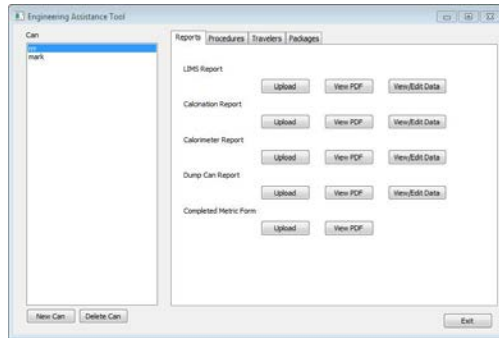 Engineering Assistance Tool
Can
mark
New Can Delete Can
Reports Procedures Travelers Packages
LIMS Report
Upload View PDF View/Edit Data
Calcination Report
Upload View PDF View/Edit Data
Calorimeter Report
Upload View PDF View/Edit Data
Dump Can Report
Upload View PDF View/Edit Data
Completed Metric Form
Upload View PDF
Exit